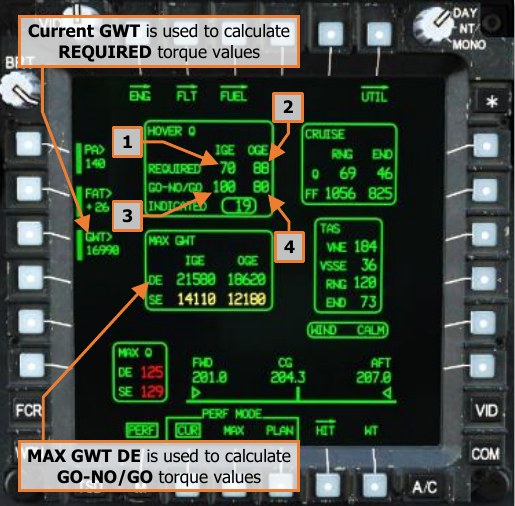 Current GWT is used to calculate
REQUIRED torque values
VID
BRT
DAY
NT/
MONO
ENG FLT FUEL UTIL
*
2
1
HOVER Q
IGE OGE
REQUIRED 70 88
GO-NO/GO 100 80
INDICATED 19
3
4
CRUISE
RNG END
Q 69 46
FF 1056 825
PA>
140
FAT>
+26
GWT>
16990
MAX GWT
IGE OGE
DE 21580 18620
SE 14110 12180
TAS
VNE 184
VSSE 36
RNG 120
END 73
WIND CALM
MAX Q
DE 125
SE 129
FWD CG AFT
201.0 204.3 207.0
FCR
VID
PERF MODE
PERF CUR MAX PLAN HIT WT
MAX GWT DE is used to calculate
GO-NO/GO torque values
COM
A/C